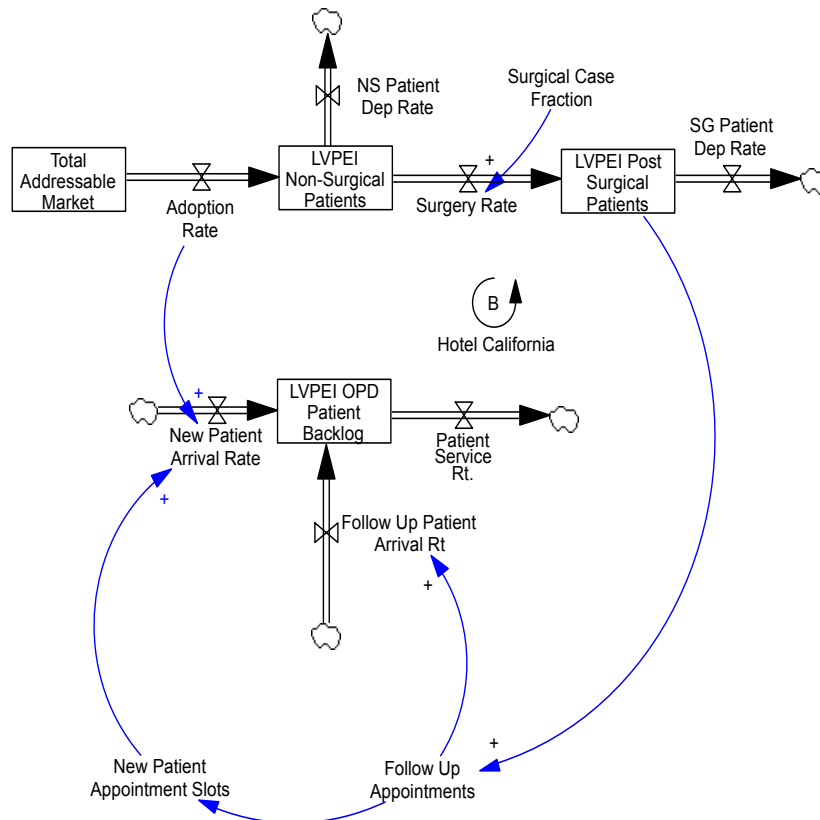 NS Patient
Dep Rate
Surgical Case
Fraction
SG Patient
Dep Rate
Total
Addressable
Market
Adoption
Rate
LVPEI
Non-Surgical
Patients
+
Surgery Rate
LVPEI Post
Surgical
Patients
B
Hotel California
+
New Patient
Arrival Rate
+
LVPEI OPD
Patient
Backlog
Patient
Service
Rt.
Follow Up Patient
Arrival Rt
+
+
New Patient
Appointment Slots
Follow Up
Appointments